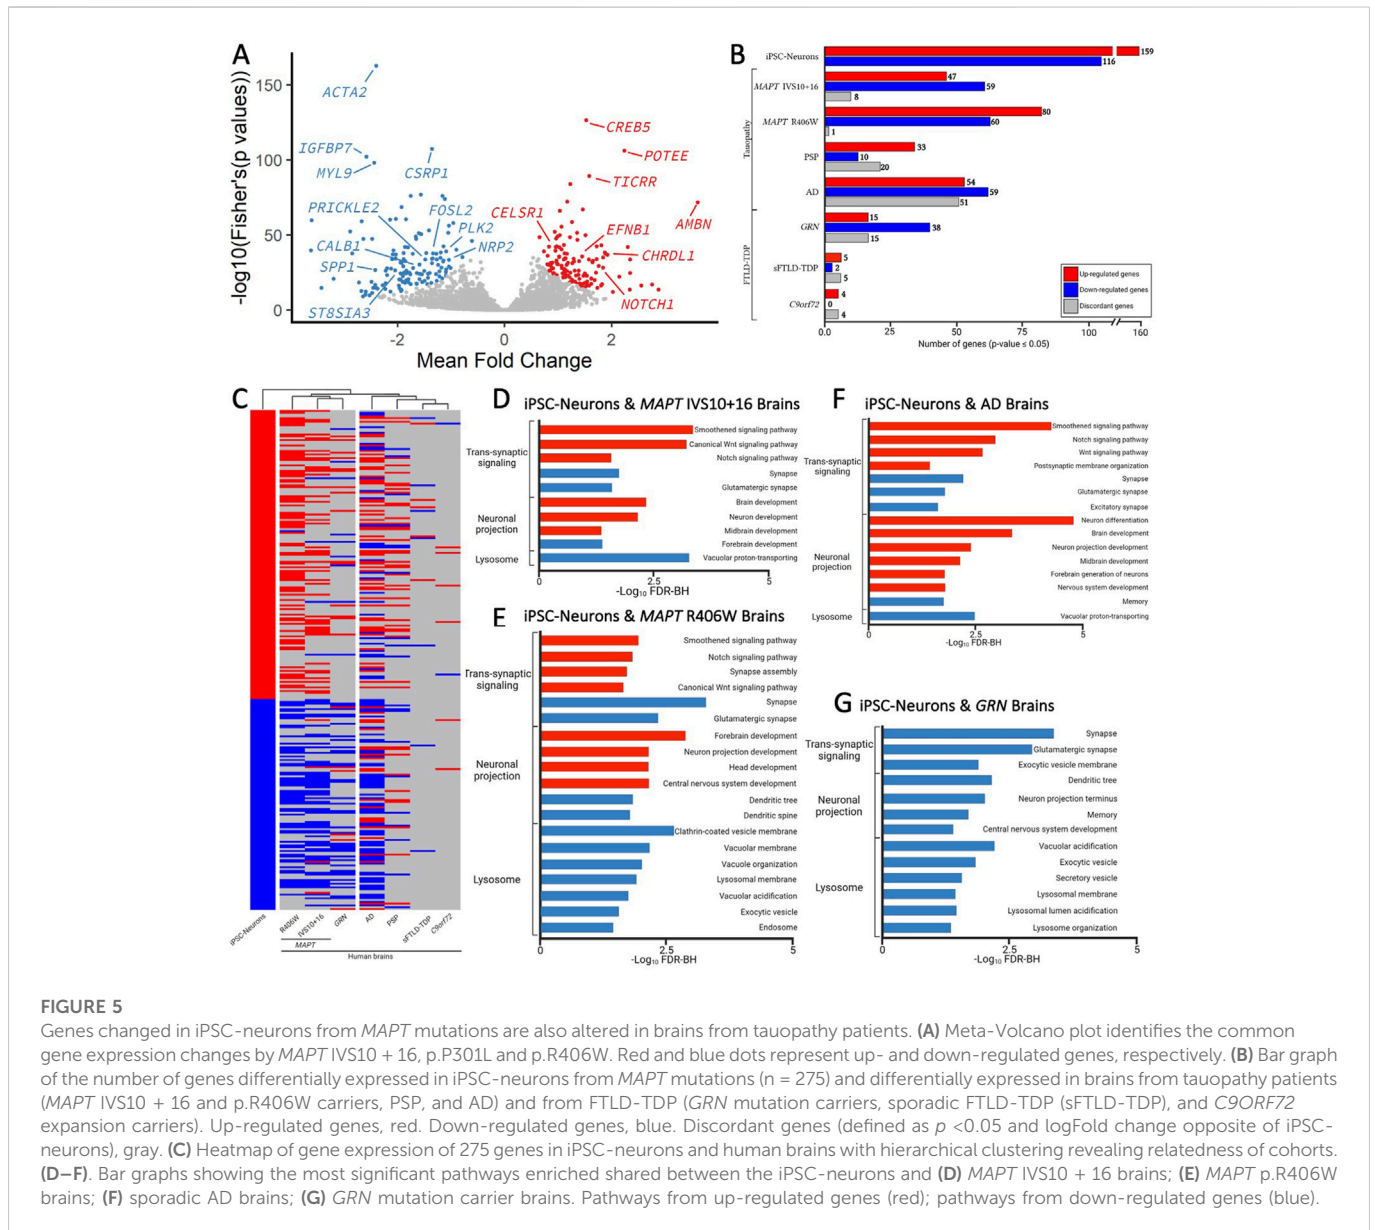 A
-log10(Fisher's(p values))
150
100
50
0
-2
0
2
Mean Fold Change
ACTA2
IGFBP7
MYL9
CSRP1
PRICKLE2
FOSL2
PLK2
CALB1
NRP2
SPP1
ST8SIA3
CREB5
POTEE
TICRR
CELSR1
AMBN
EFNB1
CHRDL1
NOTCH1
B
iPSC-Neurons
159
116
Tauopathy
MAPT IVS10+16
47
59
8
MAPT R406W
80
60
1
PSP
33
10
20
AD
54
59
51
FTLD-TDP
GRN
15
38
15
sFTLD-TDP
5
2
5
C9orf72
4
0
4
Up-regulated genes
Down-regulated genes
Discordant genes
0.0
25
50
75
100
160
Number of genes (p-value ≤ 0.05)
C
iPSC-Neurons
R406W
IVS10+16
GRN
AD
PSP
sFTLD-TDP
C9orf72
MAPT
Human brains
D
iPSC-Neurons & MAPT IVS10+16 Brains
Trans-synaptic
signaling
Smoothened signaling pathway
Canonical Wnt signaling pathway
Notch signaling pathway
Synapse
Glutamatergic synapse
Neuronal
projection
Brain development
Neuron development
Midbrain development
Forebrain development
Lysosome
Vacuolar proton-transporting
0
2.5
5
-Log10 FDR-BH
E
iPSC-Neurons & MAPT R406W Brains
Trans-synaptic
signaling
Smoothened signaling pathway
Notch signaling pathway
Synapse assembly
Canonical Wnt signaling pathway
Synapse
Glutamatergic synapse
Neuronal
projection
Forebrain development
Neuron projection development
Head development
Central nervous system development
Dendritic tree
Dendritic spine
Lysosome
Clathrin-coated vesicle membrane
Vacuolar membrane
Vacuole organization
Lysosomal membrane
Vacuolar acidification
Exocytic vesicle
Endosome
0
2.5
5
-Log10 FDR-BH
F
iPSC-Neurons & AD Brains
Trans-synaptic
signaling
Smoothened signaling pathway
Notch signaling pathway
Wnt signaling pathway
Postsynaptic membrane organization
Synapse
Glutamatergic synapse
Excitatory synapse
Neuronal
projection
Neuron differentiation
Brain development
Neuron projection development
Midbrain development
Forebrain generation of neurons
Nervous system development
Memory
Lysosome
Vacuolar proton-transporting
0
2.5
5
-Log10 FDR-BH
G
iPSC-Neurons & GRN Brains
Trans-synaptic
signaling
Synapse
Glutamatergic synapse
Exocytic vesicle membrane
Neuronal
projection
Dendritic tree
Neuron projection terminus
Memory
Central nervous system development
Lysosome
Vacuolar acidification
Exocytic vesicle
Secretory vesicle
Lysosomal membrane
Lysosomal lumen acidification
Lysosome organization
0
2.5
5
-Log10 FDR-BH
FIGURE 5
Genes changed in iPSC-neurons from MAPT mutations are also altered in brains from tauopathy patients. (A) Meta-Volcano plot identifies the common
gene expression changes by MAPT IVS10 + 16, p.P301L and p.R406W. Red and blue dots represent up- and down-regulated genes, respectively. (B) Bar graph
of the number of genes differentially expressed in iPSC-neurons from MAPT mutations (n = 275) and differentially expressed in brains from tauopathy patients
(MAPT IVS10 + 16 and p.R406W carriers, PSP, and AD) and from FTLD-TDP (GRN mutation carriers, sporadic FTLD-TDP (sFTLD-TDP), and C9ORF72
expansion carriers). Up-regulated genes, red. Down-regulated genes, blue. Discordant genes (defined as p <0.05 and logFold change opposite of iPSC-
neurons), gray. (C) Heatmap of gene expression of 275 genes in iPSC-neurons and human brains with hierarchical clustering revealing relatedness of cohorts.
(D–F). Bar graphs showing the most significant pathways enriched shared between the iPSC-neurons and (D) MAPT IVS10 + 16 brains; (E) MAPT p.R406W
brains; (F) sporadic AD brains; (G) GRN mutation carrier brains. Pathways from up-regulated genes (red); pathways from down-regulated genes (blue).